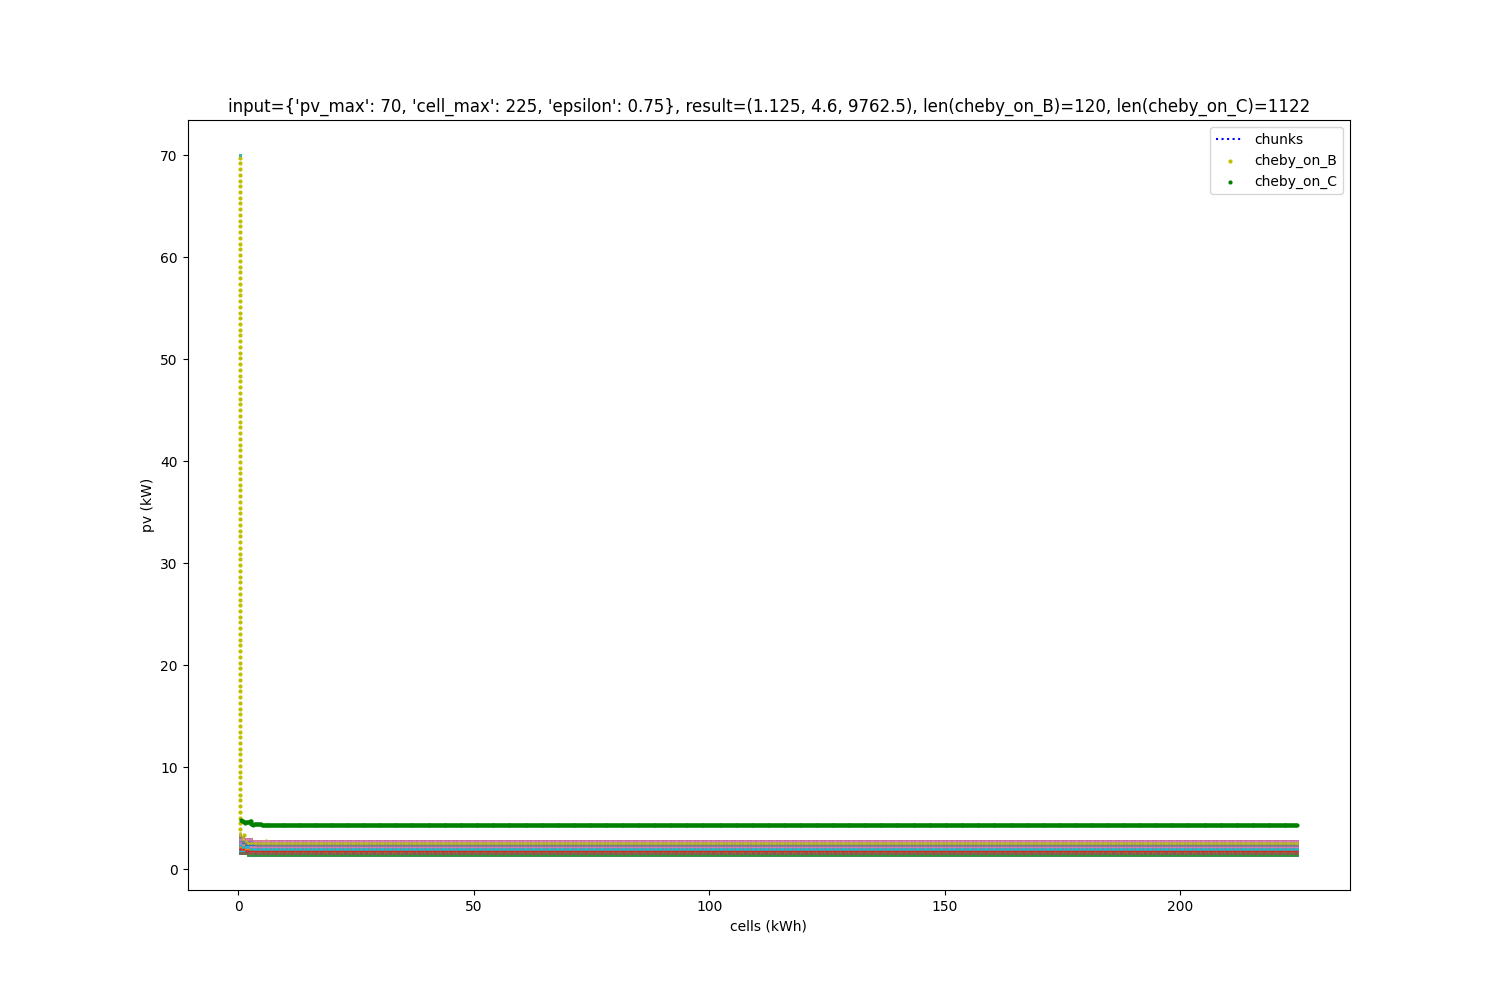 input={'pv_max': 70, 'cell_max': 225, 'epsilon': 0.75}, result=(1.125, 4.6, 9762.5), len(cheby_on_B)=120, len(cheby_on_C)=1122
chunks
cheby_on_B
cheby_on_C
70
60
50
40
30
20
10
0
pv (kW)
0
50
100
150
200
cells (kWh)